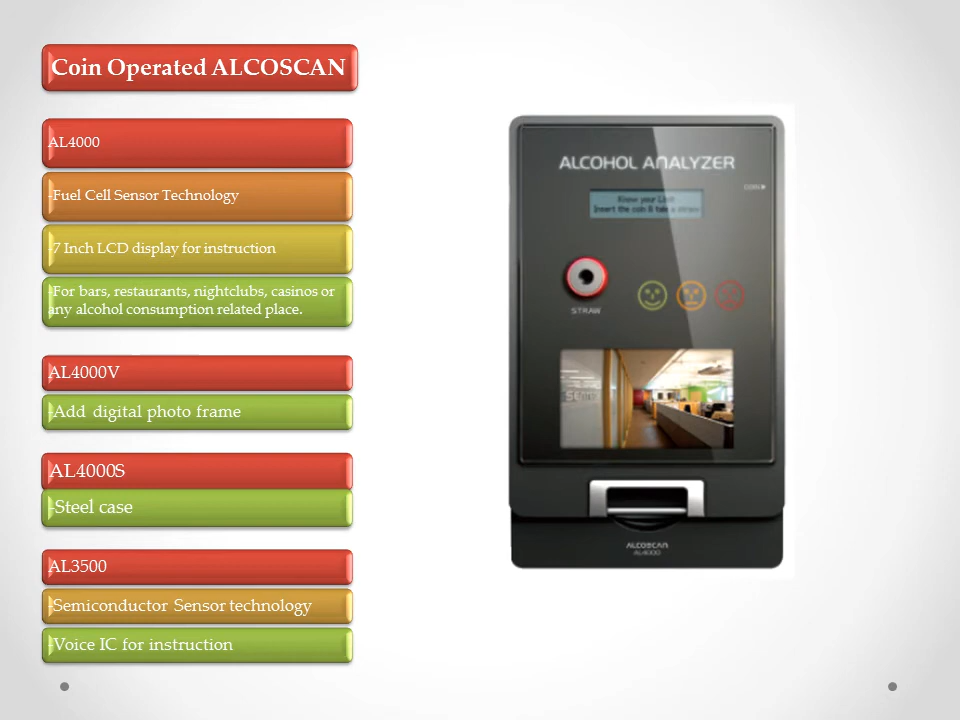 Coin Operated ALCOSCAN
AL4000
-Fuel Cell Sensor Technology
-7 Inch LCD display for instruction
-For bars, restaurants, nightclubs, casinos or
any alcohol consumption related place.
AL4000V
-Add digital photo frame
AL4000S
-Steel case
AL3500
-Semiconductor Sensor technology
-Voice IC for instruction
ALCOHOL ANALYZER
COIN
Know your Limit
Insert the coin & take a straw
STRAW
ALCOSCAN
AL4000